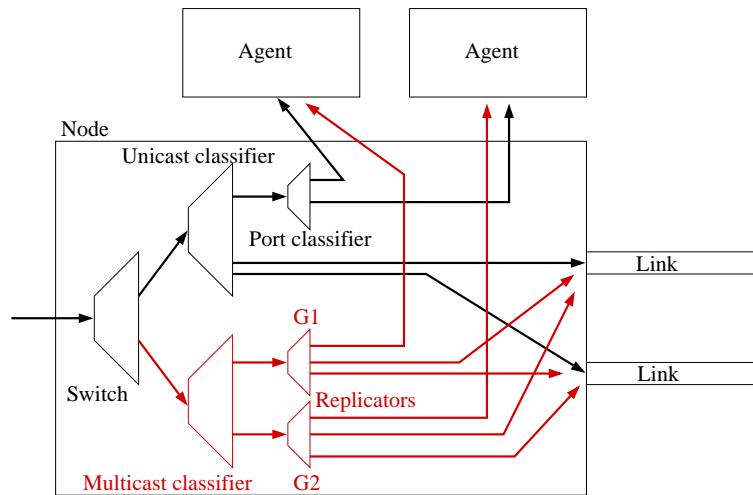 Agent
Agent
Node
Unicast classifier
Port classifier
Link
G1
Link
Switch
Replicators
Multicast classifier
G2